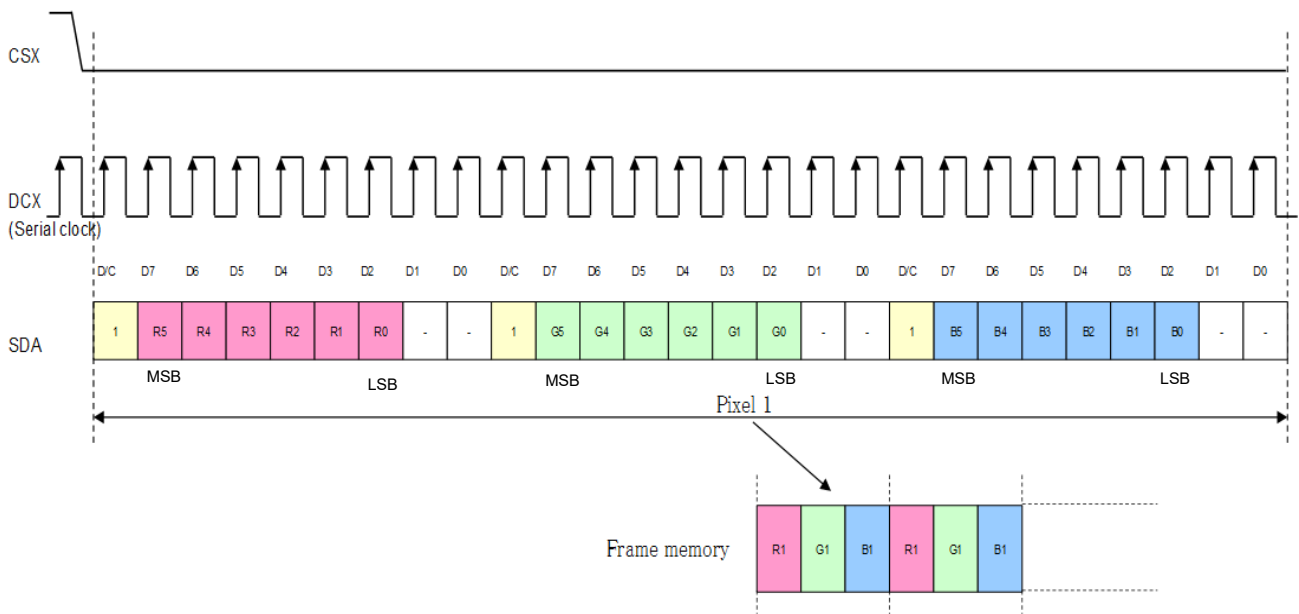 CSX
DCX
(Serial clock)
D/C D7 D6 D5 D4 D3 D2 D1 D0 D/C D7 D6 D5 D4 D3 D2 D1 D0 D/C D7 D6 D5 D4 D3 D2 D1 D0
SDA 1 R5 R4 R3 R2 R1 R0 - - 1 G5 G4 G3 G2 G1 G0 - - 1 B5 B4 B3 B2 B1 B0 - -
MSB LSB MSB LSB MSB LSB
Pixel 1
Frame memory R1 G1 B1 R1 G1 B1